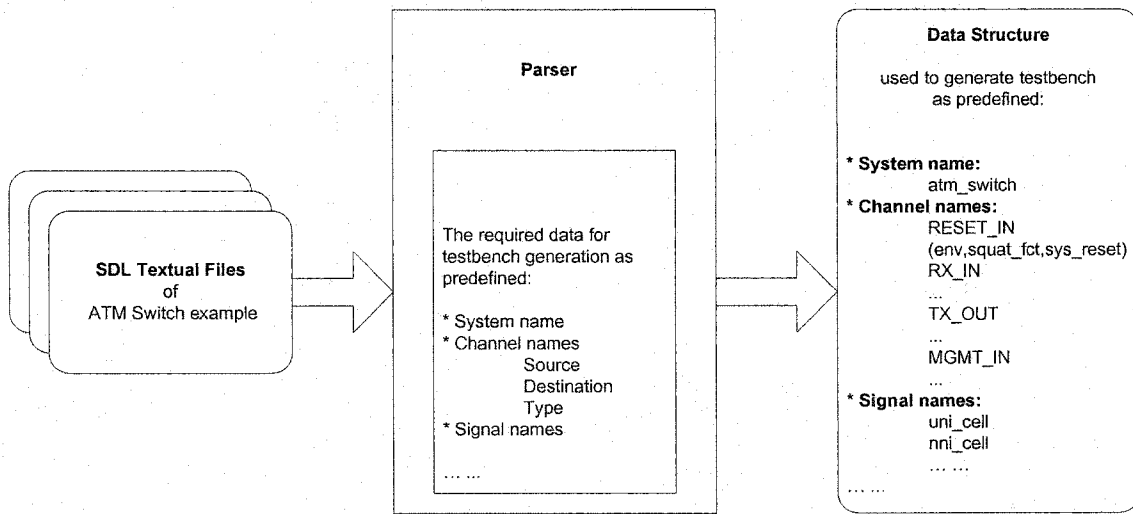 SDL Textual Files
of
ATM Switch example
Parser
The required data for
testbench generation as
predefined:
* System name
* Channel names
Source
Destination
Type
* Signal names
... ...
Data Structure
used to generate testbench
as predefined:
* System name:
atm_switch
* Channel names:
RESET_IN
(env,squat_fct,sys_reset)
RX_IN
...
TX_OUT
...
MGMT_IN
...
* Signal names:
uni_cell
nni_cell
... ...
... ...